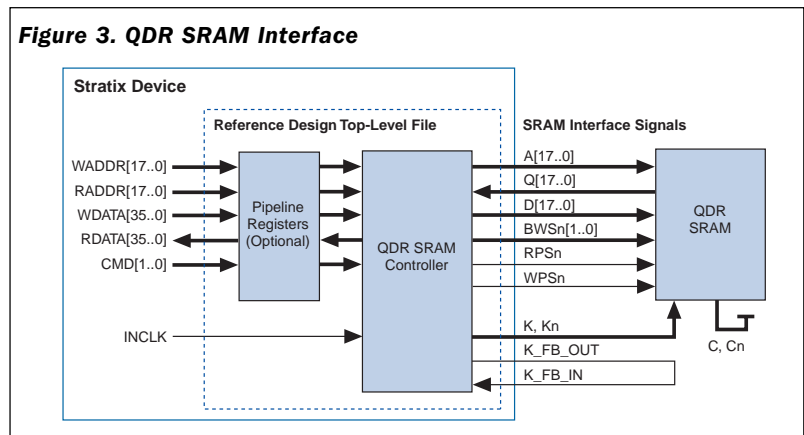 Figure 3. QDR SRAM Interface
Stratix Device
Reference Design Top-Level File
SRAM Interface Signals
WADDR[17..0]
RADDR[17..0]
WDATA[35..0]
RDATA[35..0]
CMD[1..0]
INCLK
Pipeline
Registers
(Optional)
QDR SRAM
Controller
A[17..0]
Q[17..0]
D[17..0]
BWSn[1..0]
RPSn
WPSn
K, Kn
K_FB_OUT
K_FB_IN
QDR
SRAM
C, Cn